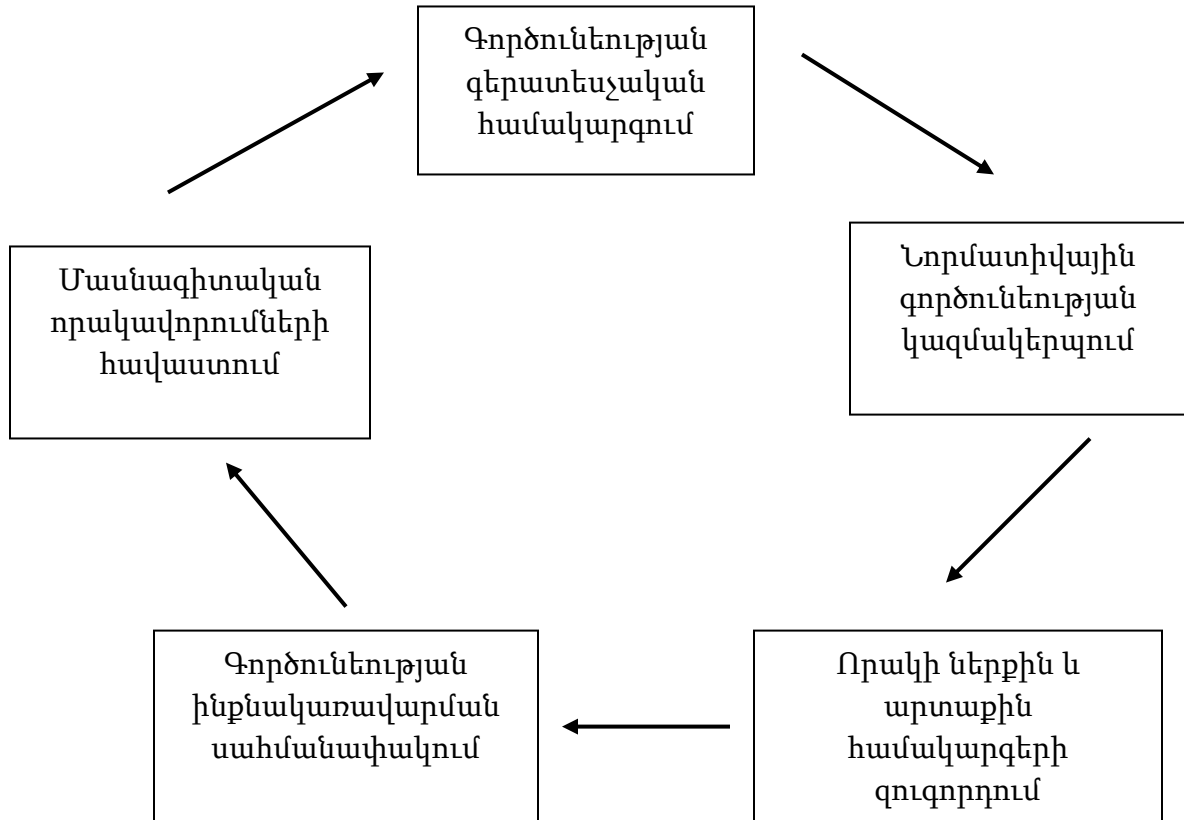 Գործունեության
գերատեսչական
համակարգում
Նորմատիվային
գործունեության
կազմակերպում
Որակի ներքին և
արտաքին
համակարգերի
զուգորդում
Գործունեության
ինքնակառավարման
սահմանափակում
Մասնագիտական
որակավորումների
հավաստում